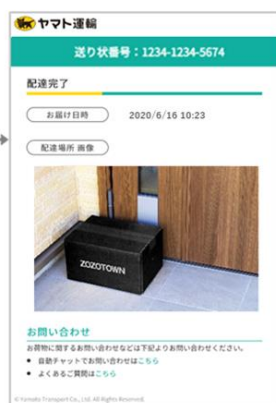 ヤマト運輸
送り状番号：1234-1234-5674
配達完了
お届け日時 2020/6/16 10:23
配達場所 画像
ZOZOTOWN
お問い合わせ
お荷物に関するお問い合わせなどは下記よりお問い合わせください。
● 自動チャットでお問い合わせはこちら
● よくあるご質問はこちら
© Yamato Transport Co., Ltd. All Rights Reserved.